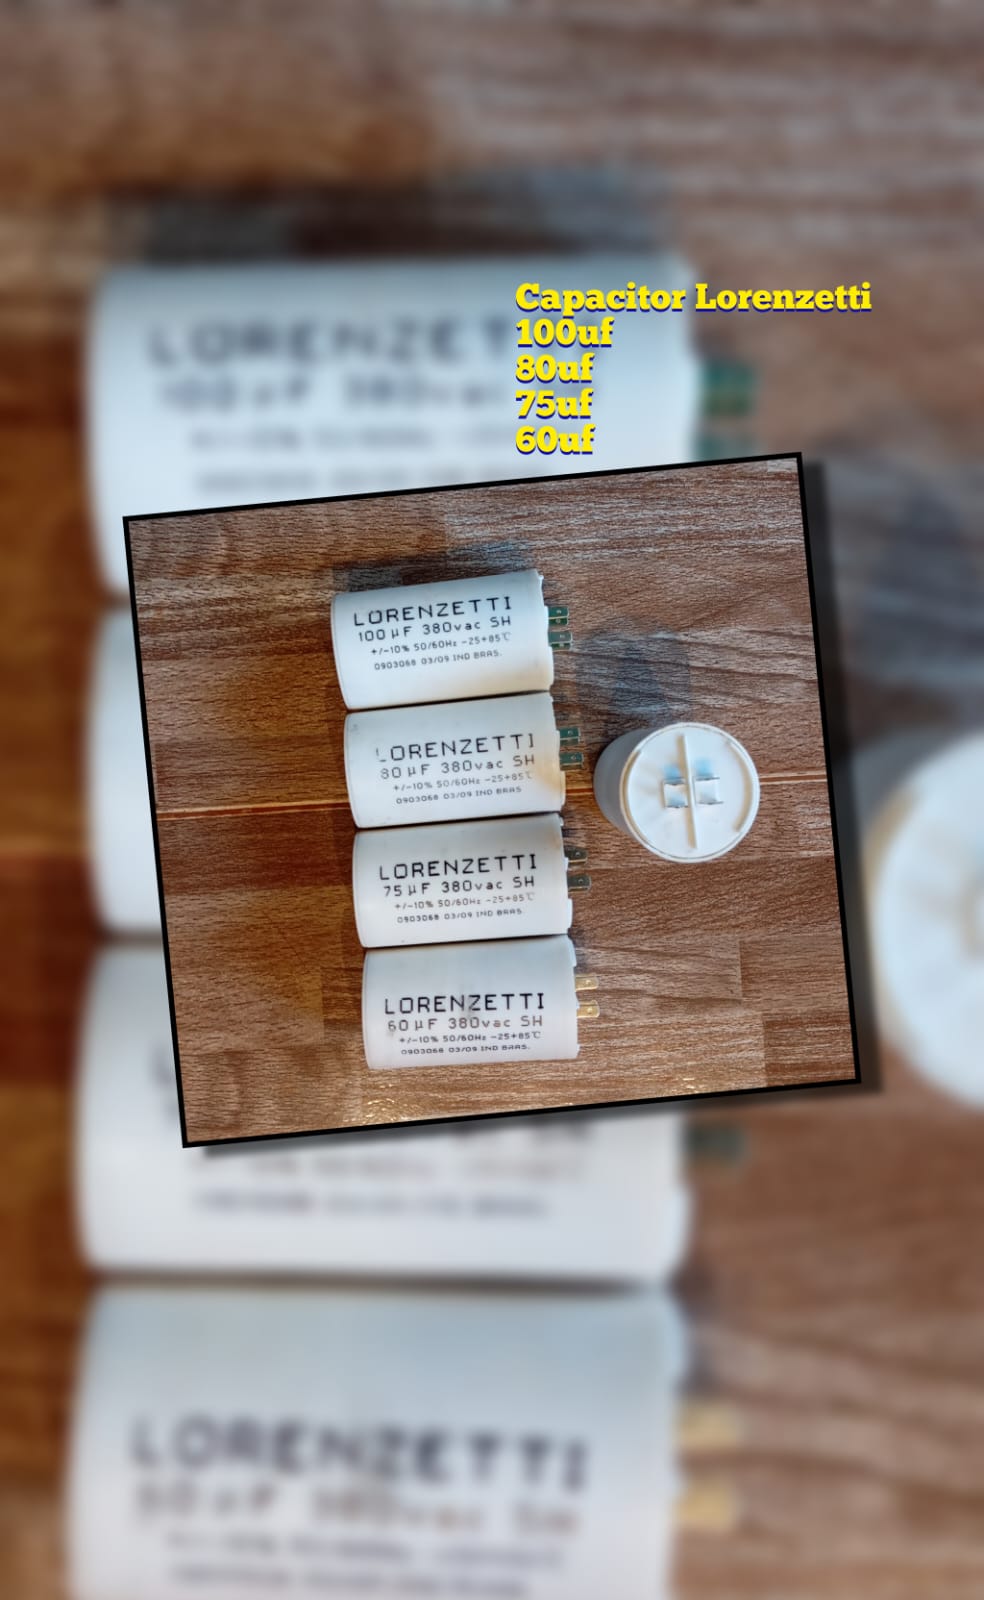 Capacitor Lorenzetti
100uf
80uf
75uf
60uf
LORENZETTI
100 µF 380vac SH
+/-10% 50/60Hz -25+85℃
0903068 03/09 IND BRAS.
LORENZETTI
80 µF 380vac SH
+/-10% 50/60Hz -25+85℃
0903068 03/09 IND BRAS
LORENZETTI
75 µF 380vac SH
+/-10% 50/60Hz -25+85℃
0903068 03/09 IND BRAS.
LORENZETTI
60 µF 380vac SH
+/-10% 50/60Hz -25+85℃
0903068 03/09 IND BRAS.